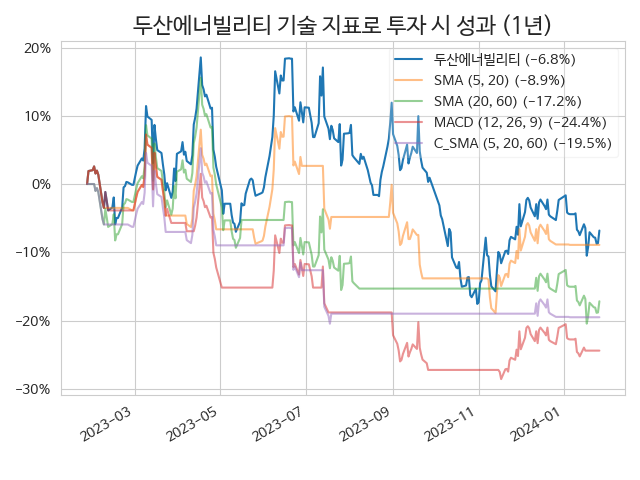 두산에너빌리티 기술 지표로 투자 시 성과 (1년)
20%
10%
0%
−10%
−20%
−30%
두산에너빌리티 (−6.8%)
SMA (5, 20) (−8.9%)
SMA (20, 60) (−17.2%)
MACD (12, 26, 9) (−24.4%)
C_SMA (5, 20, 60) (−19.5%)
2023−03
2023−05
2023−07
2023−09
2023−11
2024−01